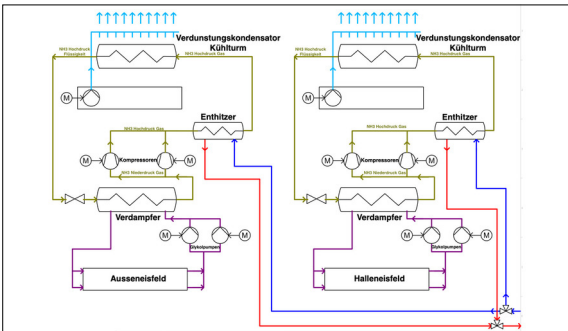 Verdunstungskondensator
Kühlturm
NH3 Hochdruck
Flüssigkeit
NH3 Hochdruck Gas
M
Enthitzer
NH3 Hochdruck Gas
M
Kompressoren
M
NH3 Niederdruck Gas
Verdampfer
M
M
Glykolpumpen
Ausseneisfeld
Verdunstungskondensator
Kühlturm
NH3 Hochdruck
Flüssigkeit
NH3 Hochdruck Gas
M
Enthitzer
NH3 Hochdruck Gas
M
Kompressoren
M
NH3 Niederdruck Gas
Verdampfer
M
M
Glykolpumpen
Halleneisfeld